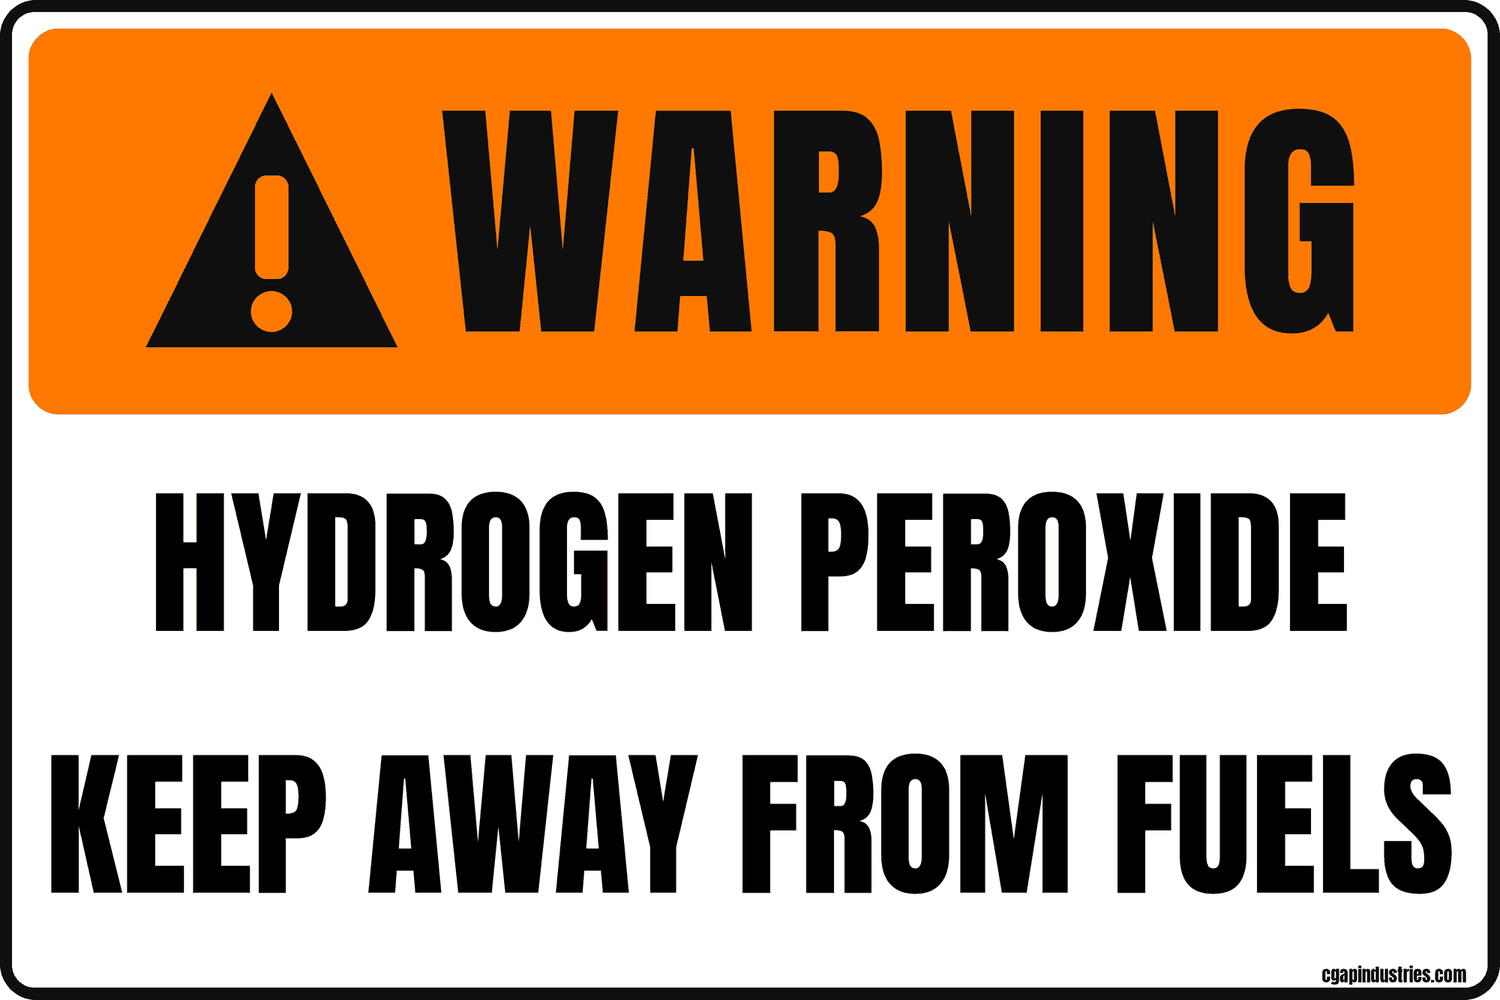 WARNING
HYDROGEN PEROXIDE
KEEP AWAY FROM FUELS
cgapindustries.com